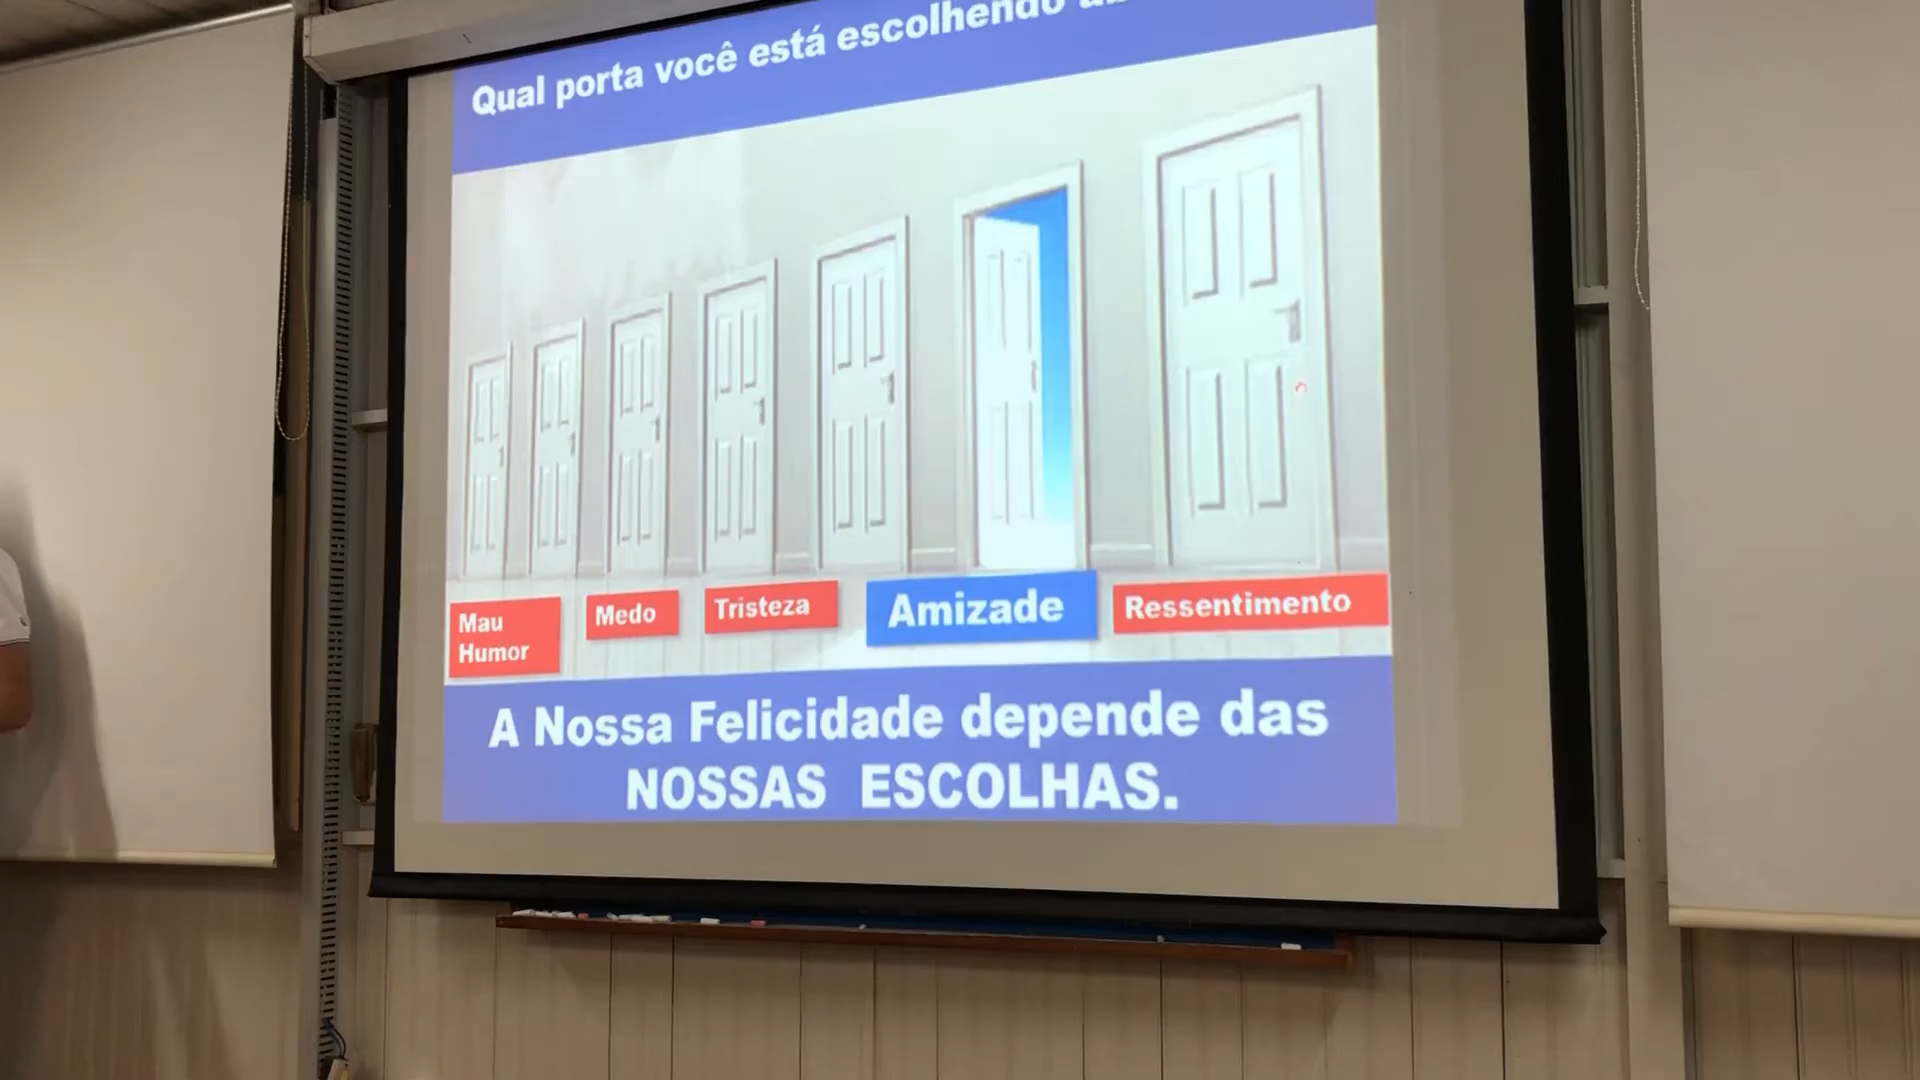 Qual porta você está escolhendo
Mau
Humor
Medo
Tristeza
Amizade
Ressentimento
A Nossa Felicidade depende das
NOSSAS ESCOLHAS.